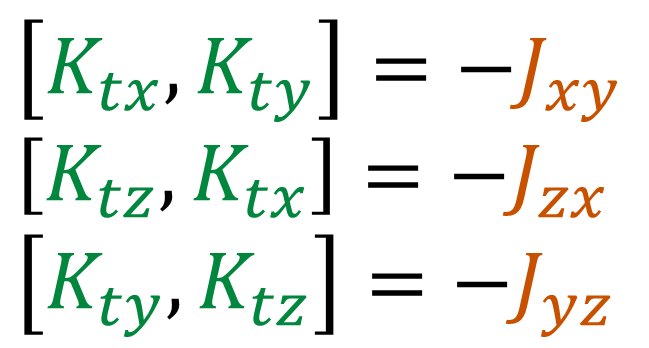 [K_{tx}, K_{ty}] = −J_{xy}
[K_{tz}, K_{tx}] = −J_{zx}
[K_{ty}, K_{tz}] = −J_{yz}